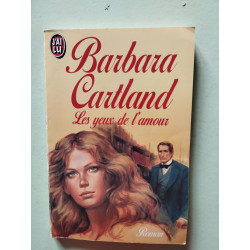 J'AI
LU
Barbara
Cartland
Les yeux de l'amour
Roman